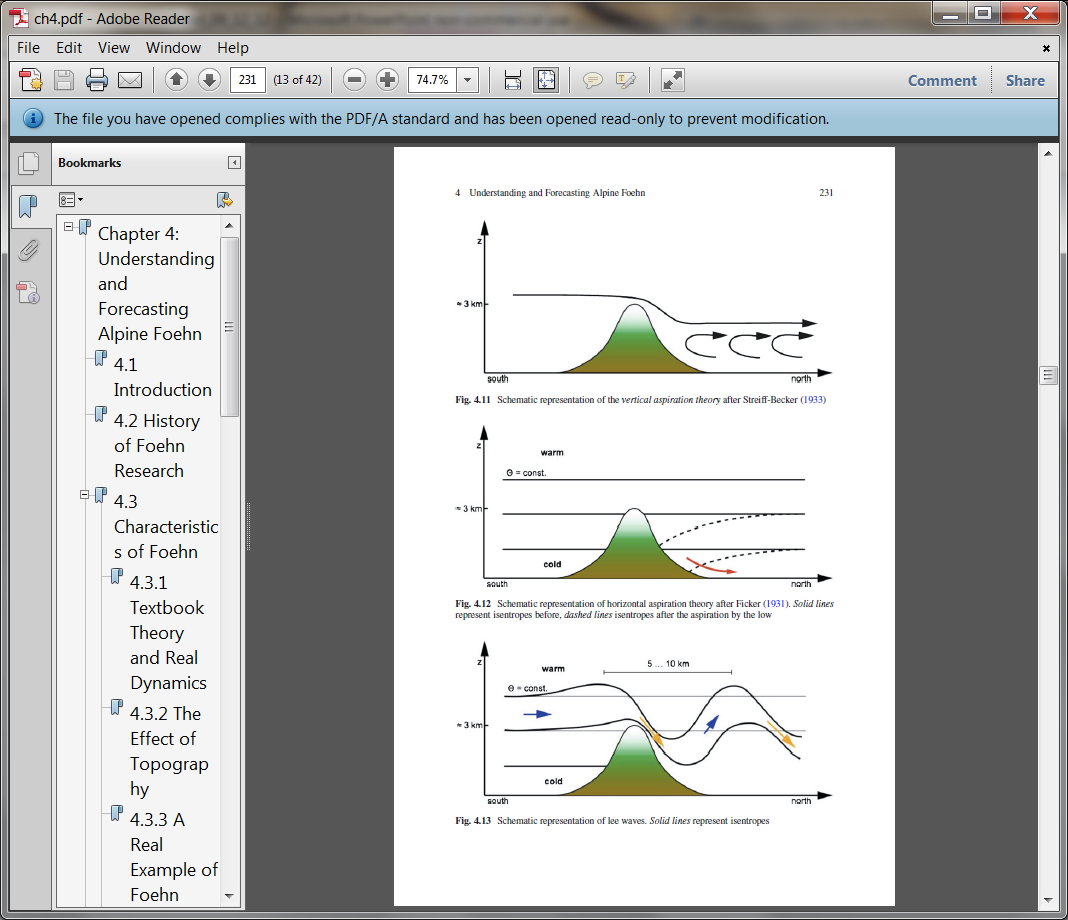 ch4.pdf - Adobe Reader
File Edit View Window Help
231 (13 of 42) 74.7% Comment Share
The file you have opened complies with the PDF/A standard and has been opened read-only to prevent modification.
Bookmarks
Chapter 4:
Understanding
and
Forecasting
Alpine Foehn
4.1
Introduction
4.2 History
of Foehn
Research
4.3
Characteristic
s of Foehn
4.3.1
Textbook
Theory
and Real
Dynamics
4.3.2 The
Effect of
Topograp
hy
4.3.3 A
Real
Example of
Foehn
4 Understanding and Forecasting Alpine Foehn 231
z
≈ 3 km
south north
Fig. 4.11 Schematic representation of the vertical aspiration theory after Streiff-Becker (1933)
z
warm
Θ = const.
≈ 3 km
cold
south north
Fig. 4.12 Schematic representation of horizontal aspiration theory after Ficker (1931). Solid lines
represent isentropes before, dashed lines isentropes after the aspiration by the low
z
warm 5 ... 10 km
Θ = const.
≈ 3 km
cold
south north
Fig. 4.13 Schematic representation of lee waves. Solid lines represent isentropes